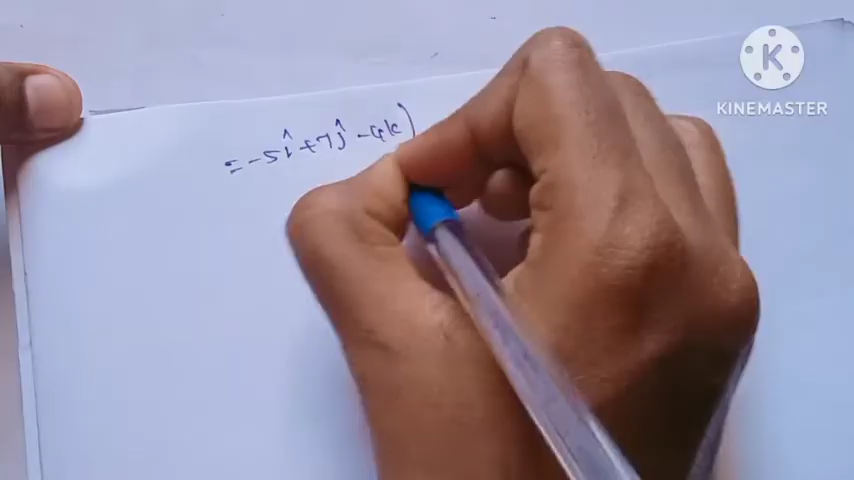 = -5î + 7ĵ - 4k)
KINEMASTER